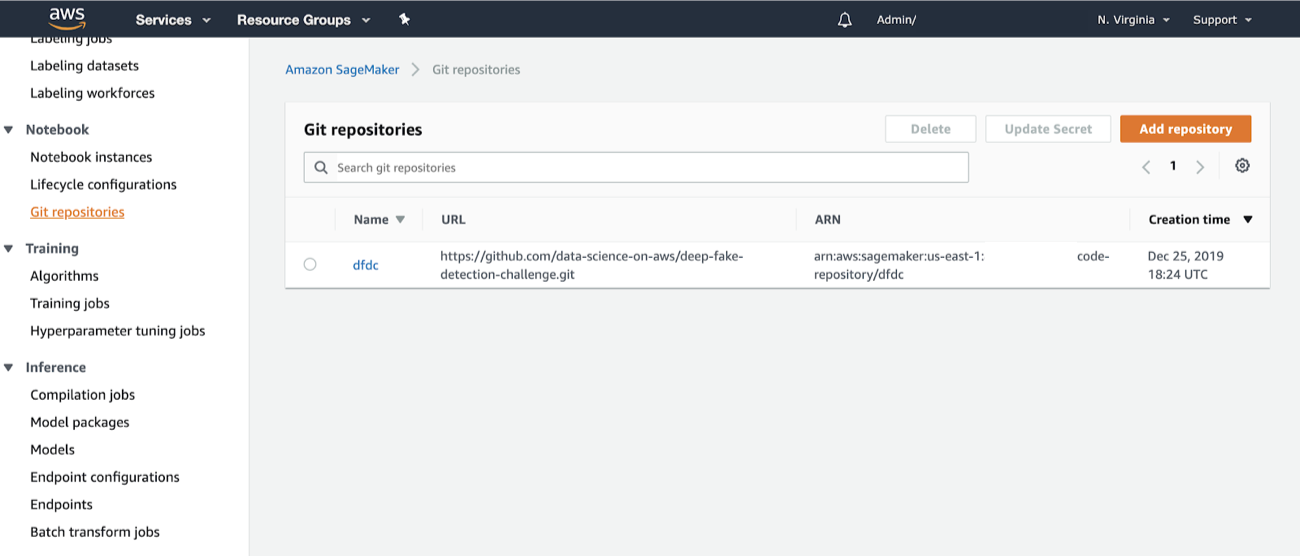 aws Services Resource Groups Admin/ N. Virginia Support
Labeling jobs
Labeling datasets
Labeling workforces
Notebook
Notebook instances
Lifecycle configurations
Git repositories
Training
Algorithms
Training jobs
Hyperparameter tuning jobs
Inference
Compilation jobs
Model packages
Models
Endpoint configurations
Endpoints
Batch transform jobs
Amazon SageMaker > Git repositories
Git repositories Delete Update Secret Add repository
Search git repositories 1
Name URL ARN Creation time
dfdc
https://github.com/data-science-on-aws/deep-fake-
detection-challenge.git
arn:aws:sagemaker:us-east-1: code-
repository/dfdc
Dec 25, 2019
18:24 UTC